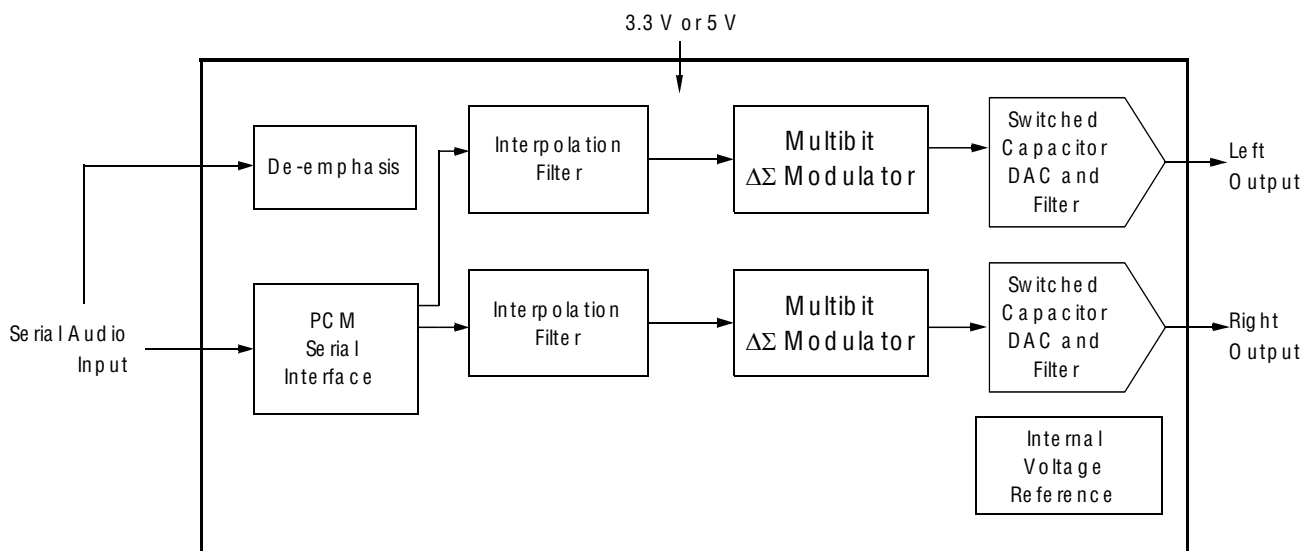 3.3 V or 5 V
De-emphasis
Interpolation
Filter
Multibit
ΔΣ Modulator
Switched
Capacitor
DAC and
Filter
Left
Output
Serial Audio
Input
PCM
Serial
Interface
Interpolation
Filter
Multibit
ΔΣ Modulator
Switched
Capacitor
DAC and
Filter
Right
Output
Internal
Voltage
Reference